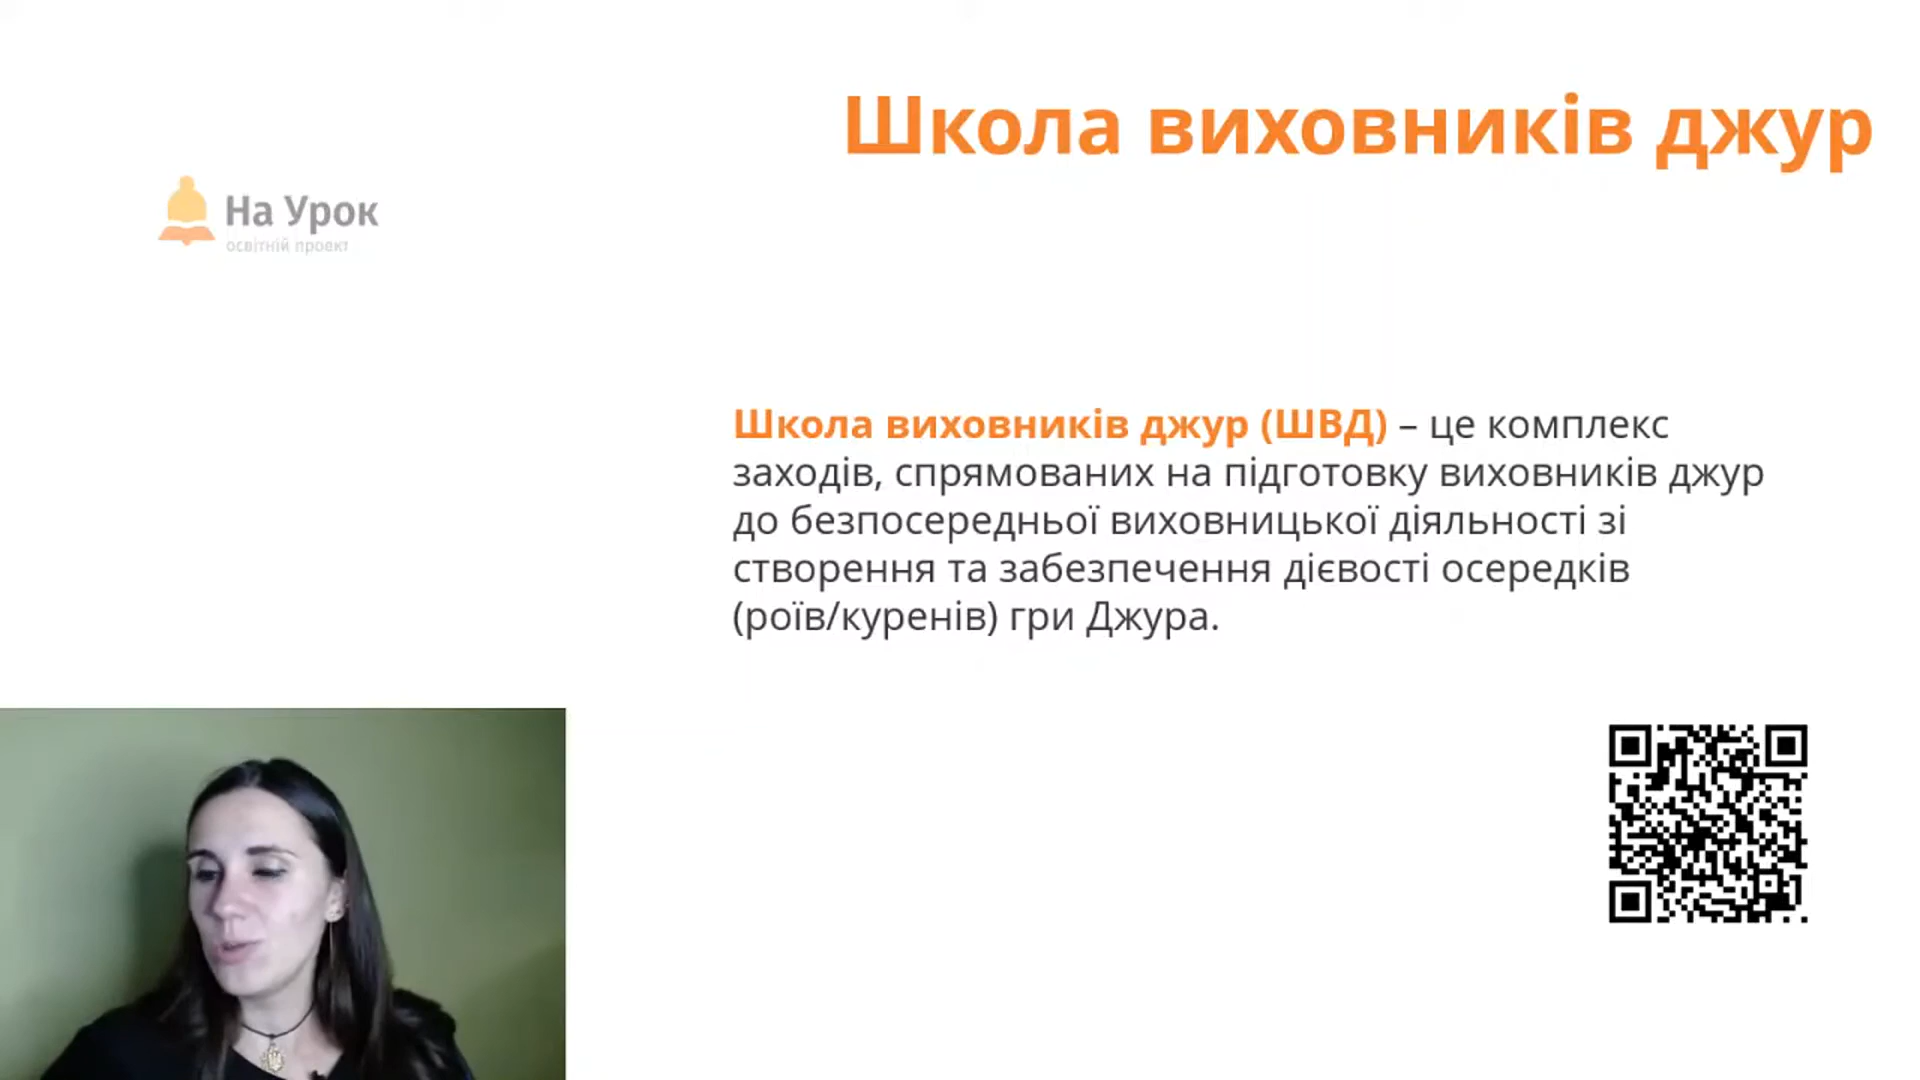 Школа виховників джур
На Урок
освітній проект
Школа виховників джур (ШВД) – це комплекс
заходів, спрямованих на підготовку виховників джур
до безпосередньої виховницької діяльності зі
створення та забезпечення дієвості осередків
(роїв/куренів) гри Джура.